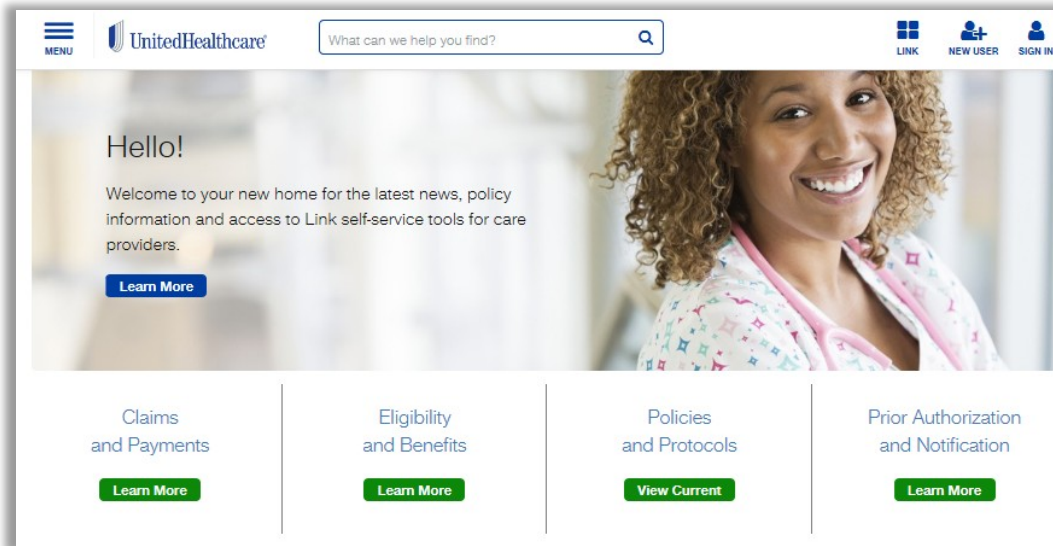 MENU
UnitedHealthcare®
What can we help you find?
LINK
NEW USER
SIGN IN
Hello!
Welcome to your new home for the latest news, policy
information and access to Link self-service tools for care
providers.
Learn More
Claims
and Payments
Learn More
Eligibility
and Benefits
Learn More
Policies
and Protocols
View Current
Prior Authorization
and Notification
Learn More